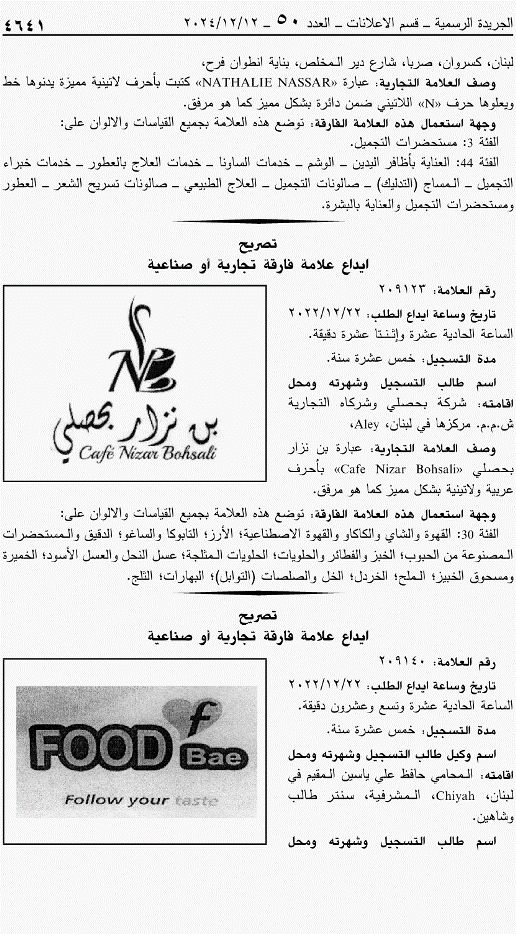 الجريدة الرسمية ـ قسم الاعلانات ـ العدد ٥٠ ـ ٢٠٢٤/١٢/١٢
٤٦٤١
لبنان، كسروان، صربا، شارع دير الـمخلص، بناية انطوان فرح،
وصف العلامة التجارية: عبارة «NATHALIE NASSAR» كتبت بأحرف لاتينية مميزة يدنوها خط
ويعلوها حرف «N» اللاتيني ضمن دائرة بشكل مميز كما هو مرفق.
وجهة استعمال هذه العلامة الفارقة: توضع هذه العلامة بجميع القياسات والالوان على:
الفئة 3: مستحضرات التجميل.
الفئة 44: العناية بأظافر اليدين ـ الوشم ـ خدمات الساونا ـ خدمات العلاج بالعطور ـ خدمات خبراء
التجميل ـ الـمساج (التدليك) ـ صالونات التجميل ـ العلاج الطبيعي ـ صالونات تسريح الشعر ـ العطور
ومستحضرات التجميل والعناية بالبشرة.
تصريح
ايداع علامة فارقة تجارية أو صناعية
رقم العلامة: ٢٠٩١٢٣
تاريخ وساعة ايداع الطلب: ٢٠٢٢/١٢/٢٢
الساعة الحادية عشرة وإثـنـتا عشرة دقيقة.
مدة التسجيل: خمس عشرة سنة.
اسم طالب التسجيل وشهرته ومحل
اقامته: شركة بحصلي وشركاه التجارية
ش.م.م. مركزها في لبنان، Aley،
وصف العلامة التجارية: عبارة بن نزار
بحصلي «Cafe Nizar Bohsali» بأحرف
عربية ولاتينية بشكل مميز كما هو مرفق.
NB
بن نزار بحصلي
Café Nizar Bohsali
وجهة استعمال هذه العلامة الفارقة: توضع هذه العلامة بجميع القياسات والالوان على:
الفئة 30: القهوة والشاي والكاكاو والقهوة الاصطناعية؛ الأرز؛ التابوكا والساغو؛ الدقيق والـمستحضرات
الـمصنوعة من الحبوب؛ الخبز والفطائر والحلويات؛ الحلويات الـمثلجة؛ عسل النحل والعسل الأسود؛ الخميرة
ومسحوق الخبيز؛ الـملح؛ الخردل؛ الخل والصلصات (التوابل)؛ البهارات؛ الثلج.
تصريح
ايداع علامة فارقة تجارية أو صناعية
رقم العلامة: ٢٠٩١٤٠
تاريخ وساعة ايداع الطلب: ٢٠٢٢/١٢/٢٢
الساعة الحادية عشرة وتسع وعشرون دقيقة.
مدة التسجيل: خمس عشرة سنة.
اسم وكيل طالب التسجيل وشهرته ومحل
اقامته: الـمحامي حافظ علي ياسين الـمقيم في
لبنان، Chiyah، الـمشرفية، سنتر طالب
وشاهين.
اسم طالب التسجيل وشهرته ومحل
f
FOOD Bae
Follow your taste